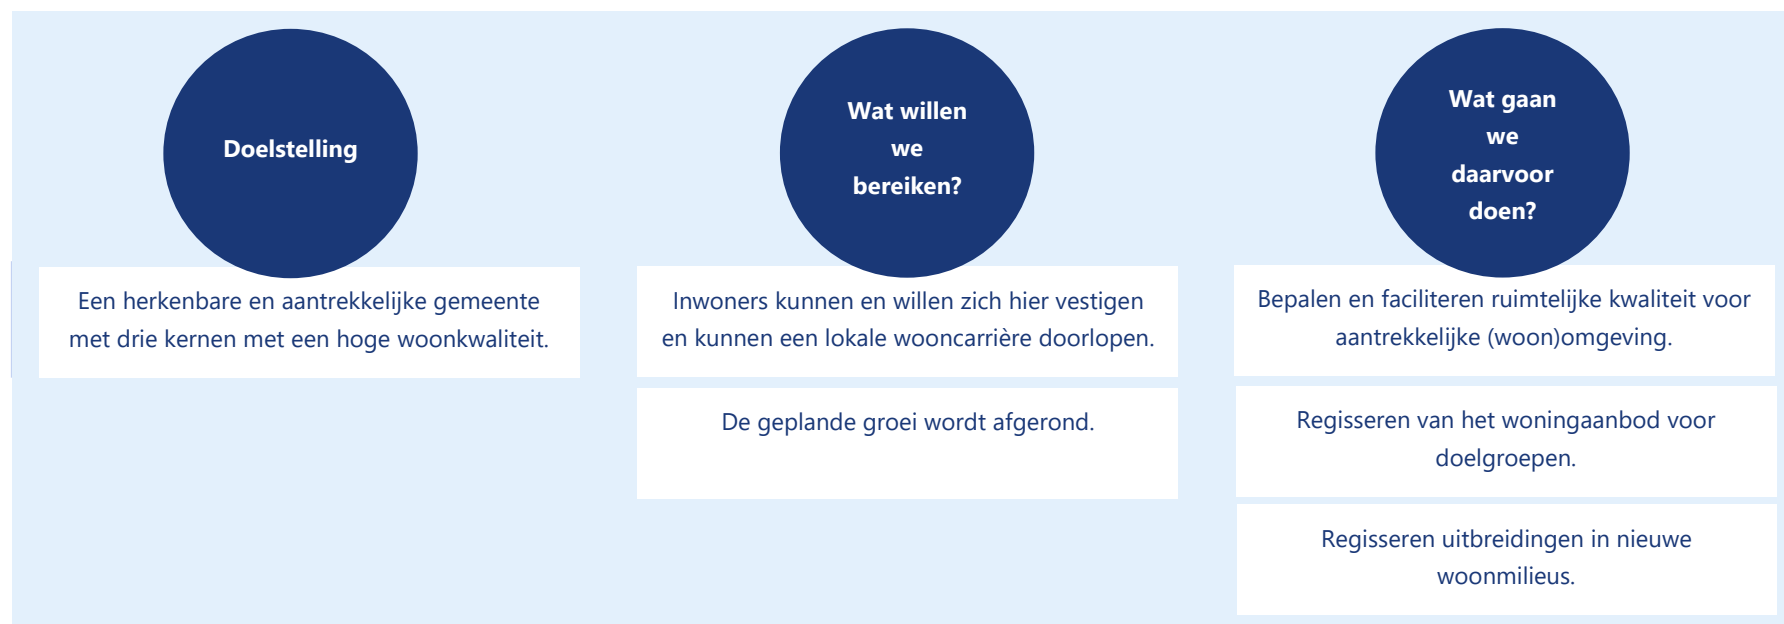 Doelstelling
Een herkenbare en aantrekkelijke gemeente
met drie kernen met een hoge woonkwaliteit.
Wat willen
we
bereiken?
Inwoners kunnen en willen zich hier vestigen
en kunnen een lokale wooncarrière doorlopen.
De geplande groei wordt afgerond.
Wat gaan
we
daarvoor
doen?
Bepalen en faciliteren ruimtelijke kwaliteit voor
aantrekkelijke (woon)omgeving.
Regisseren van het woningaanbod voor
doelgroepen.
Regisseren uitbreidingen in nieuwe
woonmilieus.